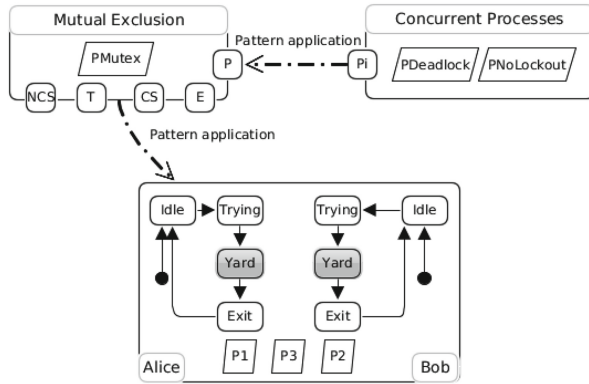 Mutual Exclusion
Concurrent Processes
Pattern application
PMutex
P
Pi
PDeadlock
PNoLockout
NCS
T
CS
E
Pattern application
Idle
Trying
Trying
Idle
Yard
Yard
Exit
Exit
P1
P3
P2
Alice
Bob